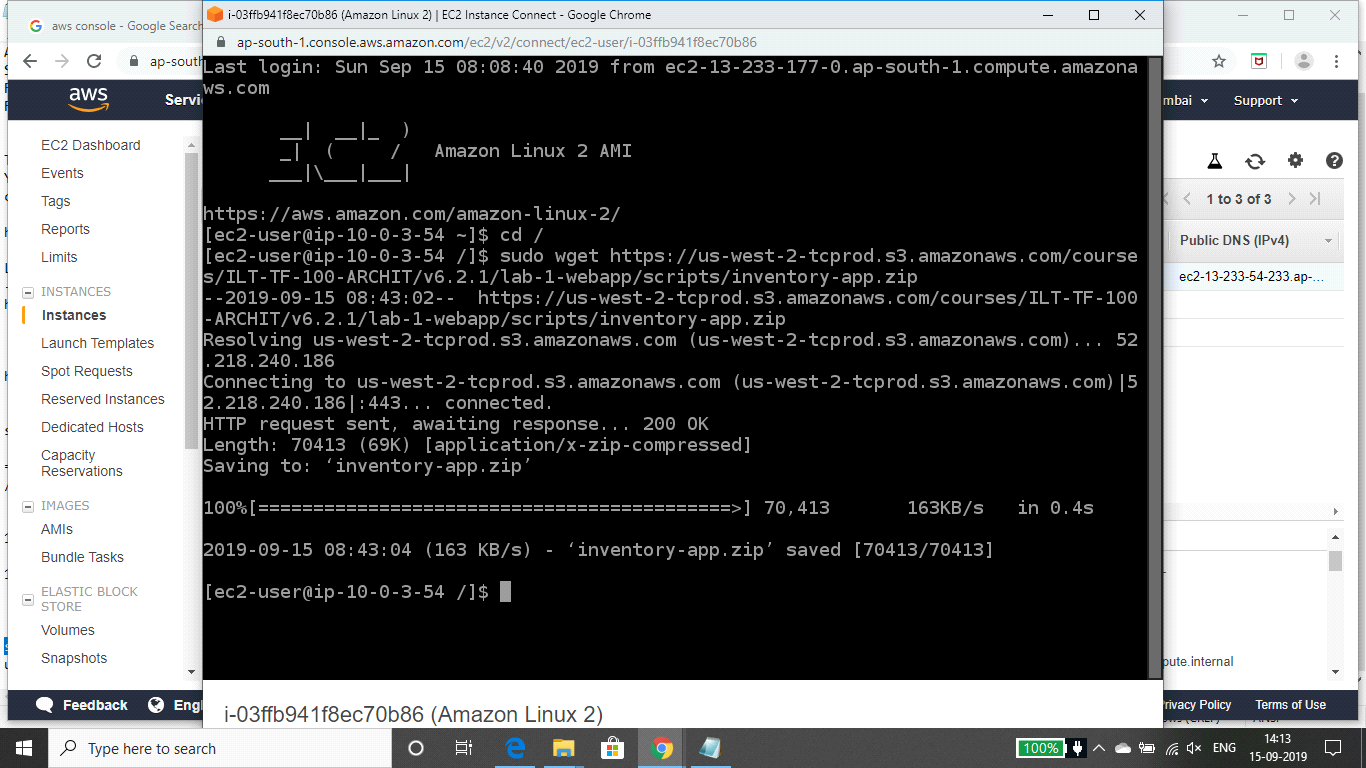 aws console - Google Search
i-03ffb941f8ec70b86 (Amazon Linux 2) | EC2 Instance Connect - Google Chrome
ap-south-1.console.aws.amazon.com/ec2/v2/connect/ec2-user/i-03ffb941f8ec70b86
ap-south
aws
Servi
mbai
Support
EC2 Dashboard
Events
Tags
Reports
Limits
INSTANCES
Instances
Launch Templates
Spot Requests
Reserved Instances
Dedicated Hosts
Capacity
Reservations
IMAGES
AMIs
Bundle Tasks
ELASTIC BLOCK
STORE
Volumes
Snapshots
Feedback
Engl
Last login: Sun Sep 15 08:08:40 2019 from ec2-13-233-177-0.ap-south-1.compute.amazona
ws.com
__|  __|_  )
_|  (     /   Amazon Linux 2 AMI
___|\___|___|
https://aws.amazon.com/amazon-linux-2/
[ec2-user@ip-10-0-3-54 ~]$ cd /
[ec2-user@ip-10-0-3-54 /]$ sudo wget https://us-west-2-tcprod.s3.amazonaws.com/course
s/ILT-TF-100-ARCHIT/v6.2.1/lab-1-webapp/scripts/inventory-app.zip
--2019-09-15 08:43:02--  https://us-west-2-tcprod.s3.amazonaws.com/courses/ILT-TF-100
-ARCHIT/v6.2.1/lab-1-webapp/scripts/inventory-app.zip
Resolving us-west-2-tcprod.s3.amazonaws.com (us-west-2-tcprod.s3.amazonaws.com)... 52
.218.240.186
Connecting to us-west-2-tcprod.s3.amazonaws.com (us-west-2-tcprod.s3.amazonaws.com)|5
2.218.240.186|:443... connected.
HTTP request sent, awaiting response... 200 OK
Length: 70413 (69K) [application/x-zip-compressed]
Saving to: ‘inventory-app.zip’
100%[===========================================>] 70,413       163KB/s   in 0.4s
2019-09-15 08:43:04 (163 KB/s) - ‘inventory-app.zip’ saved [70413/70413]
[ec2-user@ip-10-0-3-54 /]$
i-03ffb941f8ec70b86 (Amazon Linux 2)
1 to 3 of 3
Public DNS (IPv4)
ec2-13-233-54-233.ap-...
pute.internal
rivacy Policy
Terms of Use
Type here to search
100%
ENG
14:13
15-09-2019